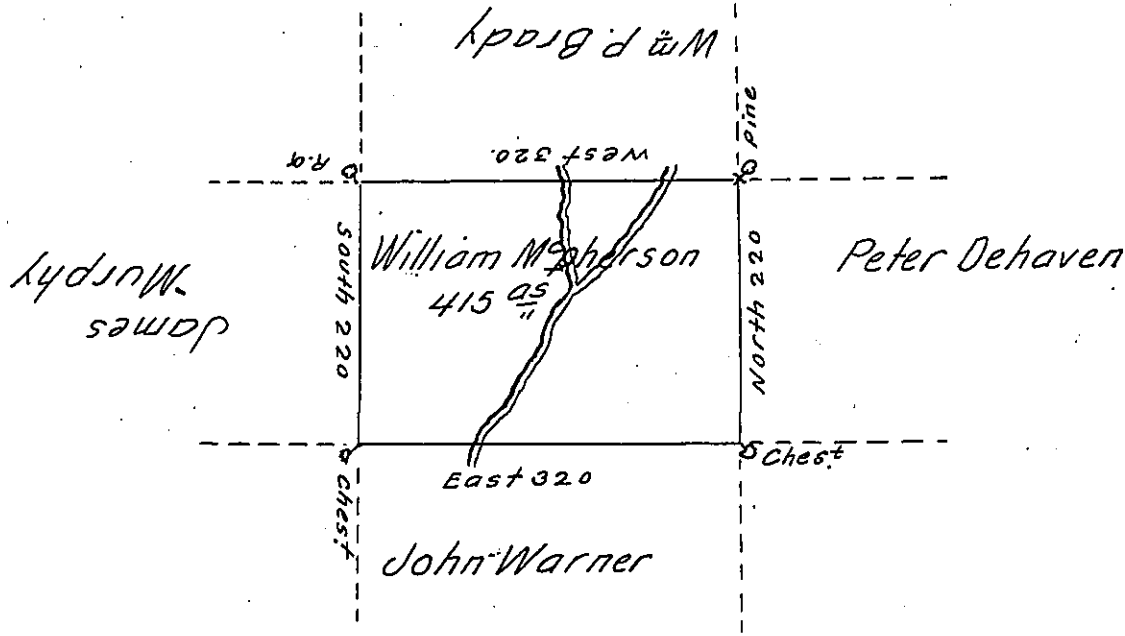 Wm P. Brady
Pine
R.O
West 320.
South 220
William Mcpherson
415 as
North 220
Peter Dehaven
James
Murphy
East 320
Chest.
Chest.
John Warner